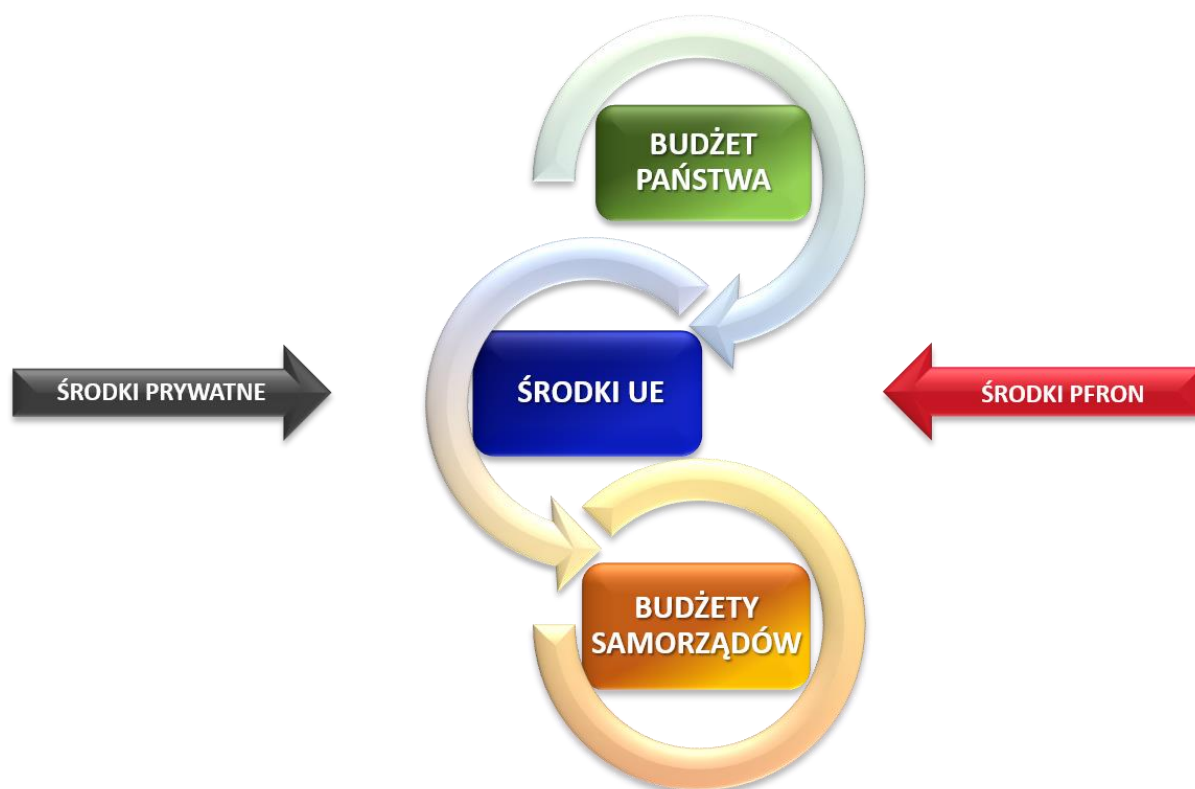 BUDŻET
PAŃSTWA
ŚRODKI PRYWATNE
ŚRODKI UE
ŚRODKI PFRON
BUDŻETY
SAMORZĄDÓW